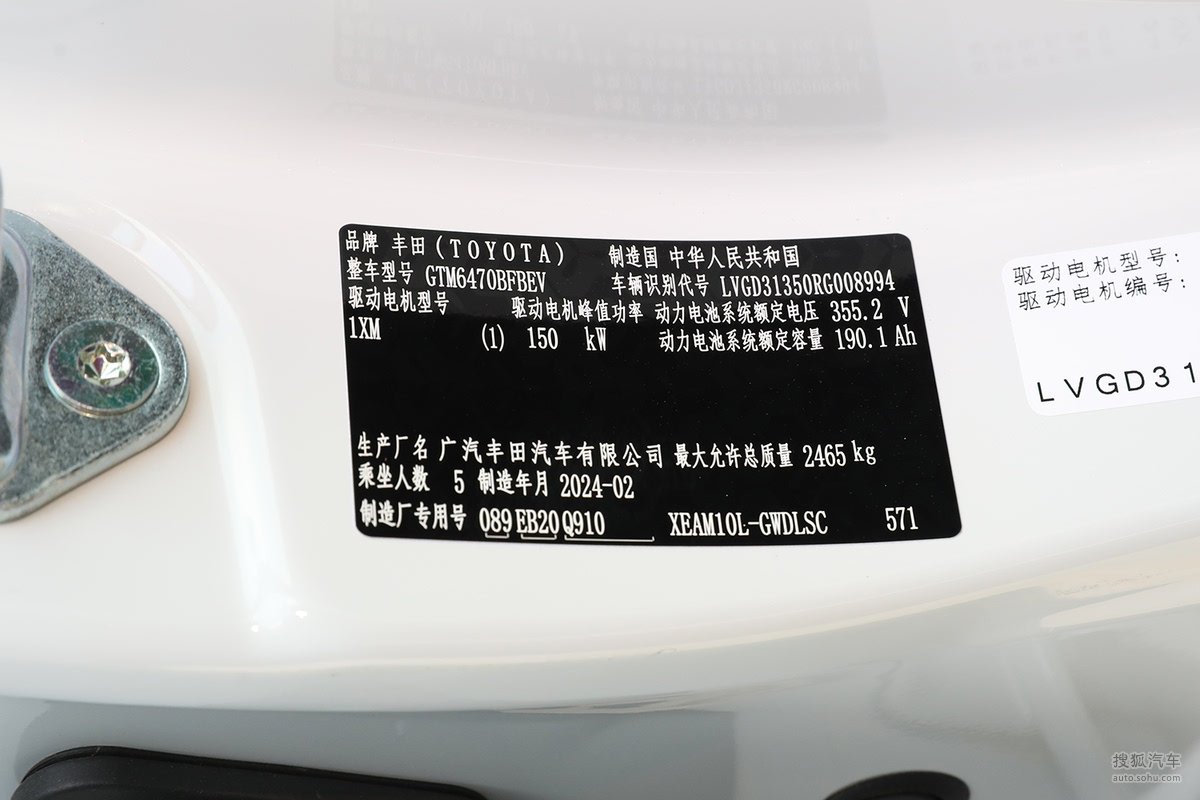 品牌 丰田(TOYOTA) 制造国 中华人民共和国
整车型号 GTM6470BFBEV 车辆识别代号 LVGD31350RG008994
驱动电机型号 驱动电机峰值功率 动力电池系统额定电压 355.2 V
1XM (1) 150 kW 动力电池系统额定容量 190.1 Ah
生产厂名 广汽丰田汽车有限公司 最大允许总质量 2465 kg
乘坐人数 5 制造年月 2024-02
制造厂专用号 089 EB20 Q910 XEAM10L-GWDLSC 571
驱动电机型号:
驱动电机编号:
LVGD31
搜狐汽车
auto.sohu.com